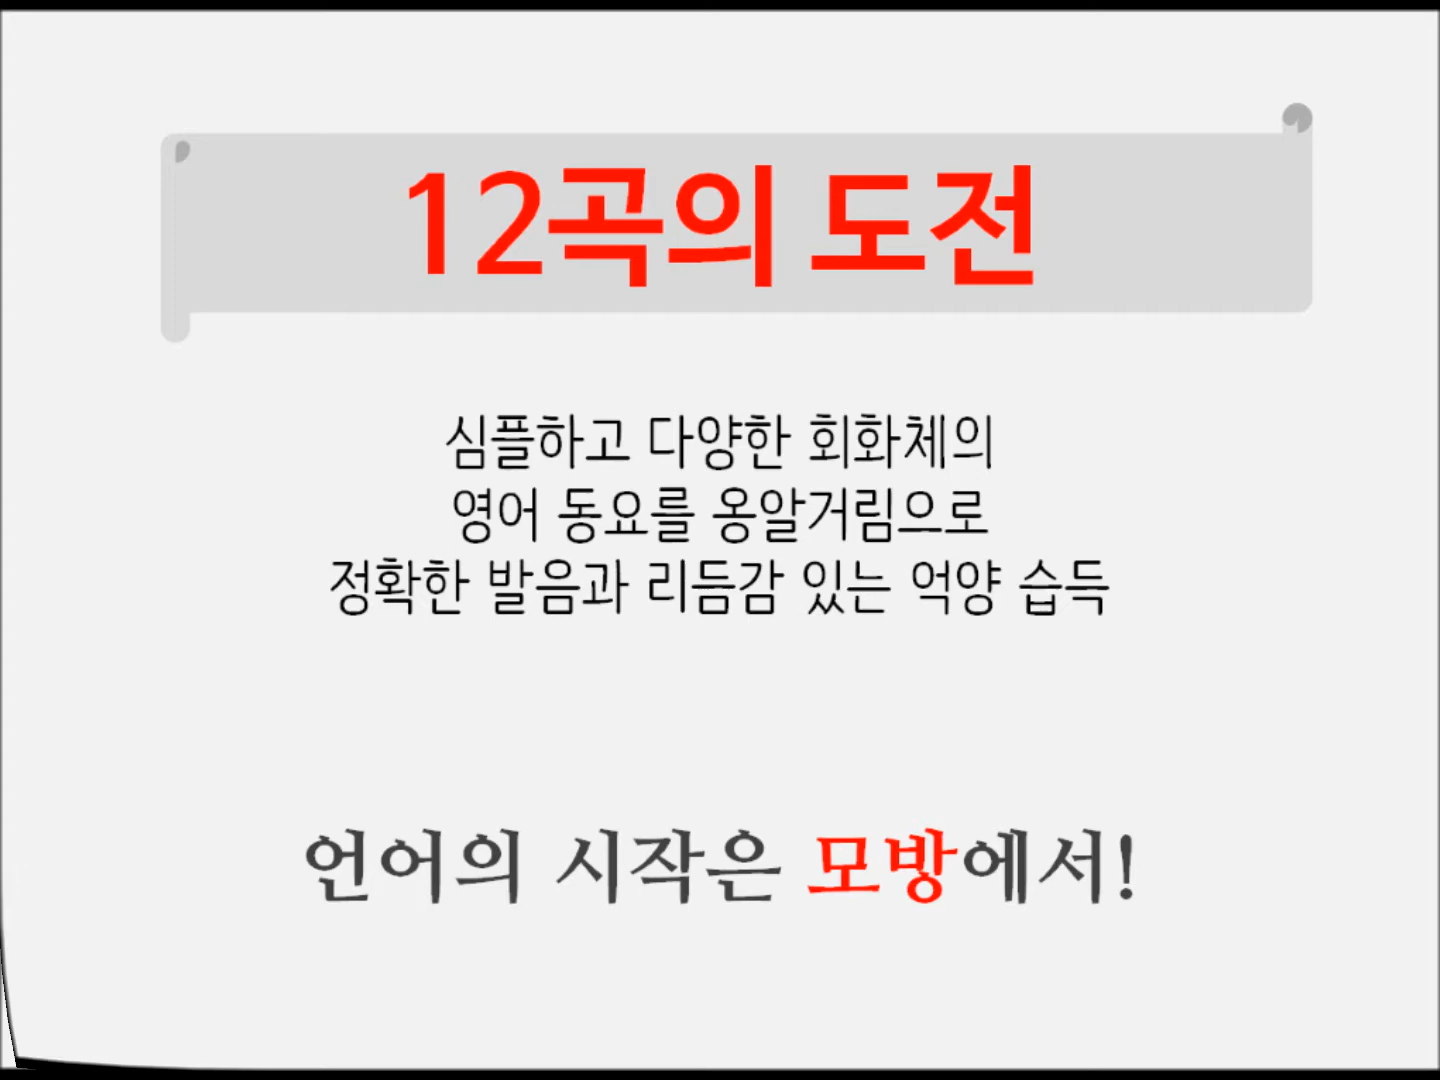 12곡의 도전
심플하고 다양한 회화체의
영어 동요를 옹알거림으로
정확한 발음과 리듬감 있는 억양 습득
언어의 시작은 모방에서!